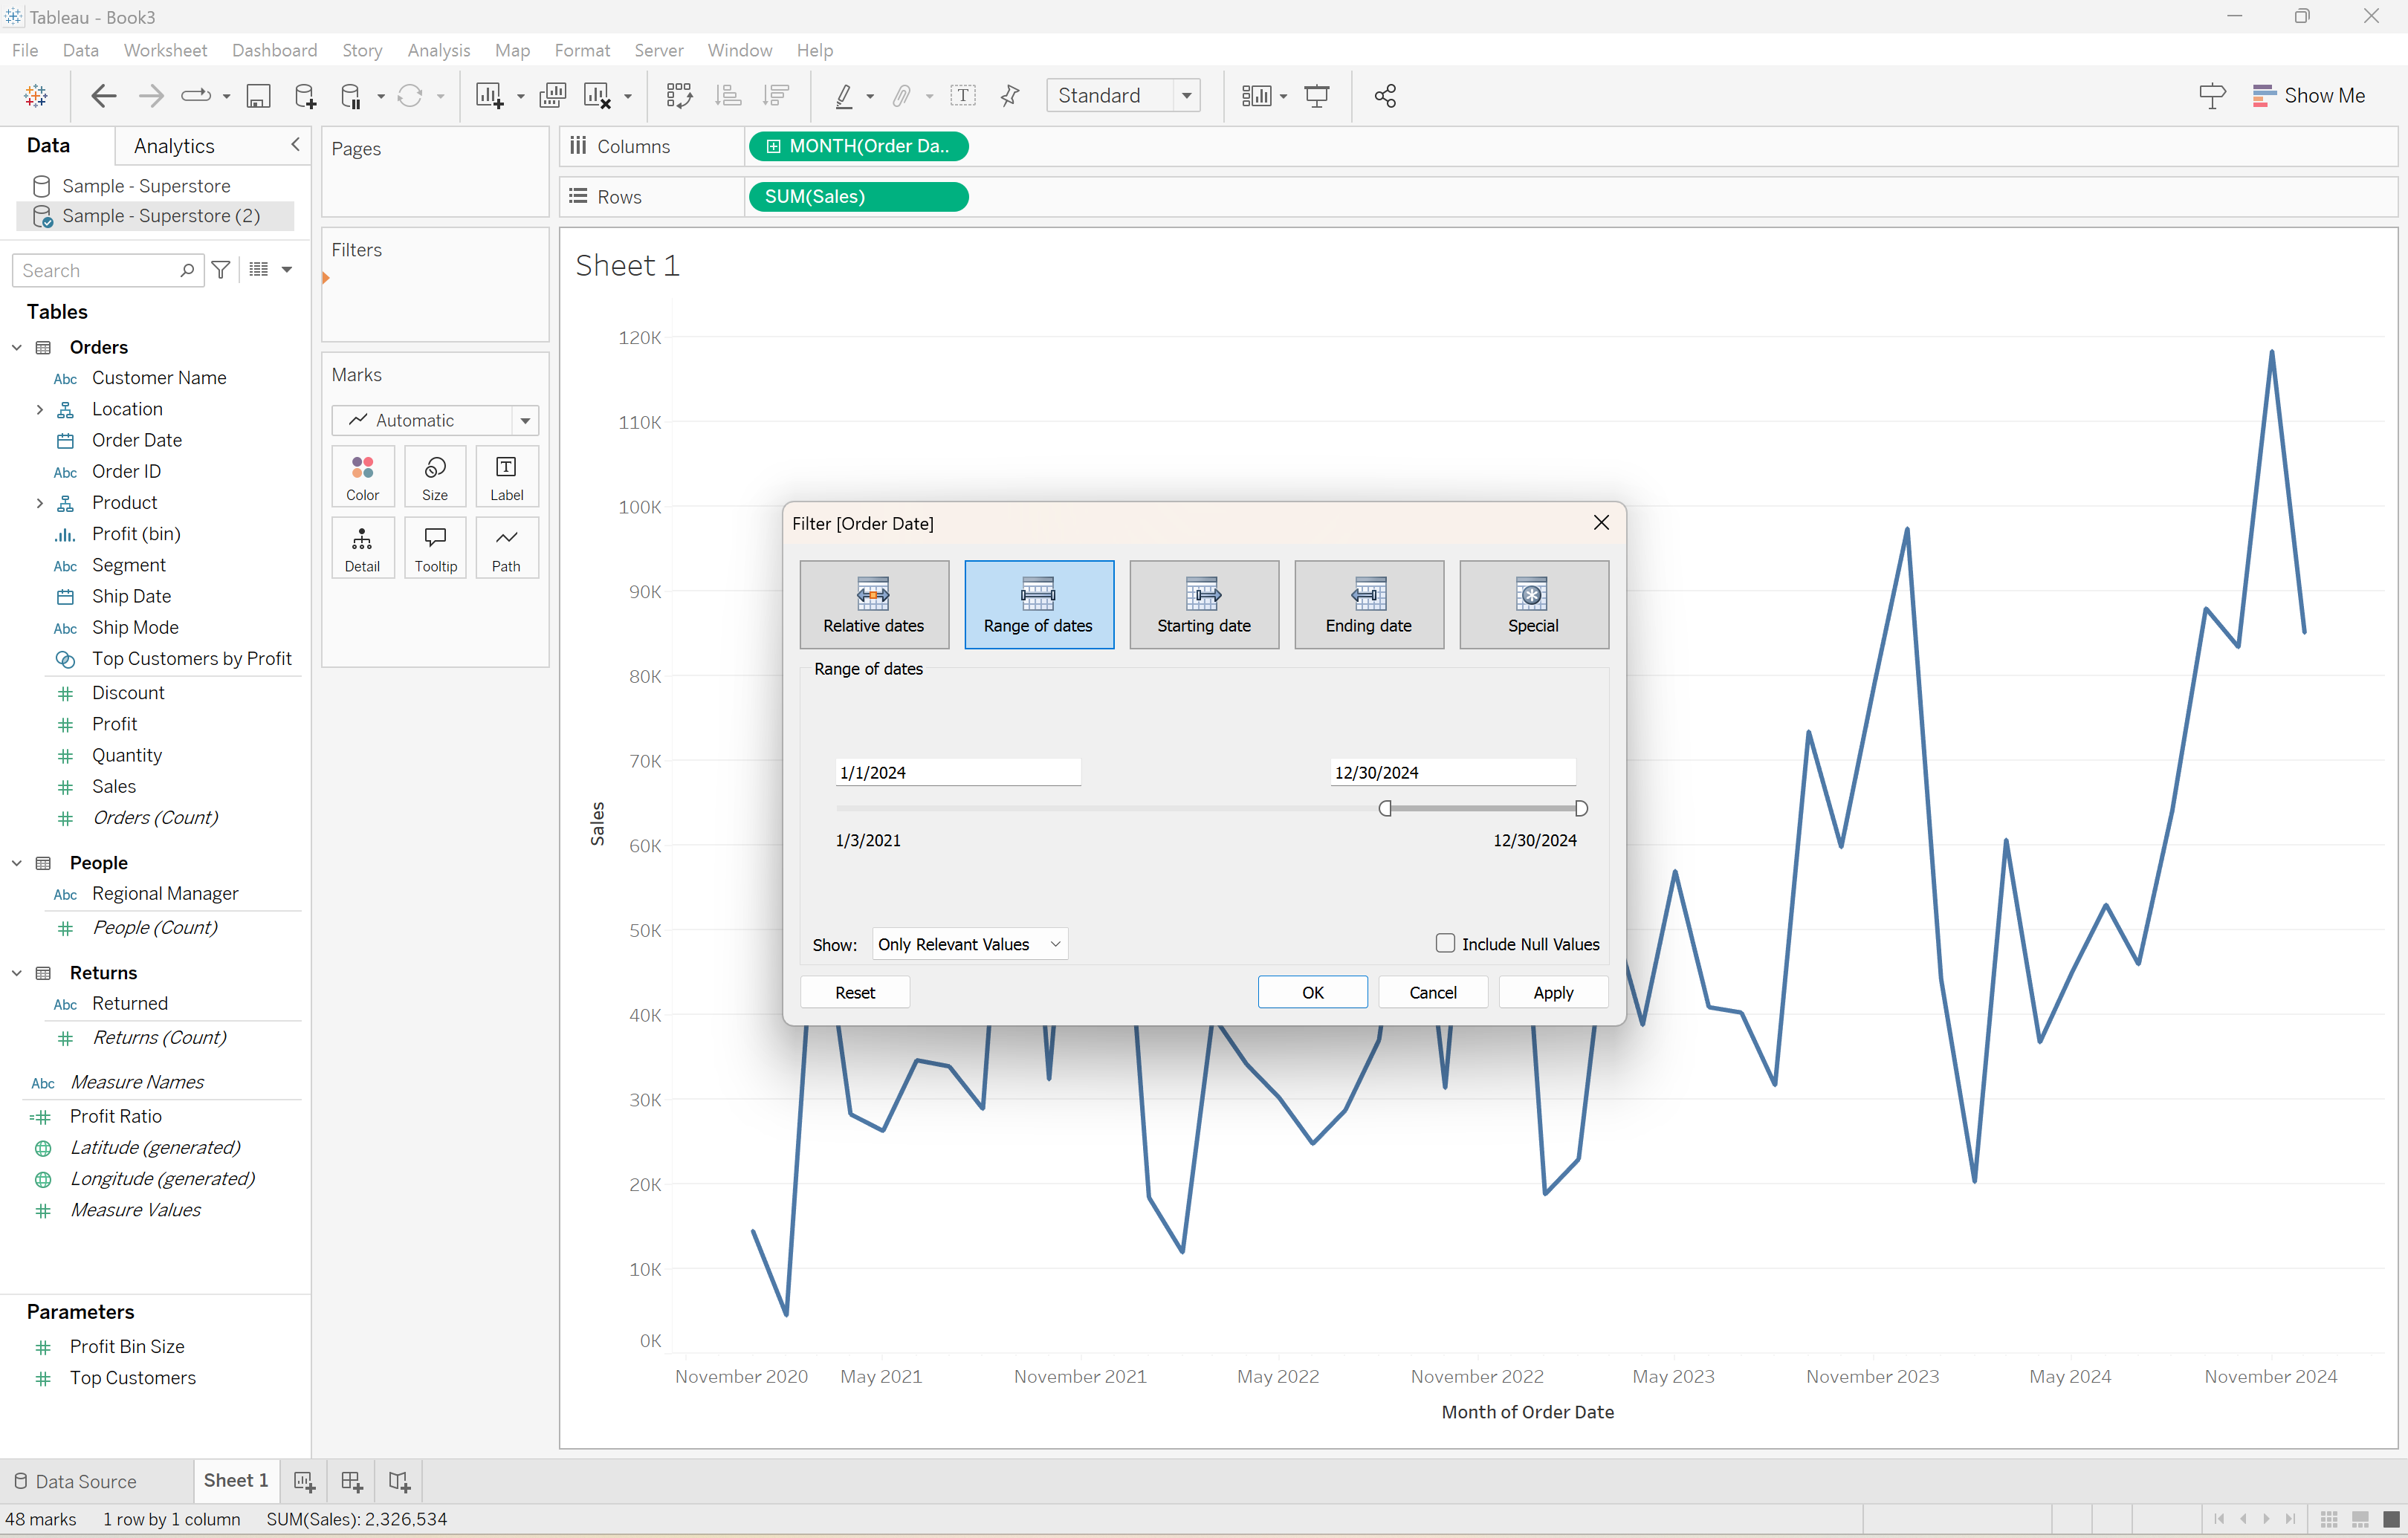 Tableau - Book3
File Data Worksheet Dashboard Story Analysis Map Format Server Window Help
Standard
Show Me
Data Analytics
Sample - Superstore
Sample - Superstore (2)
Search
Tables
Orders
Abc Customer Name
Location
Order Date
Abc Order ID
Product
Profit (bin)
Abc Segment
Ship Date
Abc Ship Mode
Top Customers by Profit
Discount
Profit
Quantity
Sales
Orders (Count)
People
Abc Regional Manager
People (Count)
Returns
Abc Returned
Returns (Count)
Abc Measure Names
Profit Ratio
Latitude (generated)
Longitude (generated)
Measure Values
Parameters
Profit Bin Size
Top Customers
Pages
Filters
Marks
Automatic
Color Size Label
Detail Tooltip Path
Columns MONTH(Order Da..
Rows SUM(Sales)
Sheet 1
120K
110K
100K
90K
80K
70K
60K
50K
40K
30K
20K
10K
0K
Sales
Filter [Order Date]
Relative dates Range of dates Starting date Ending date Special
Range of dates
1/1/2024 12/30/2024
1/3/2021 12/30/2024
Show: Only Relevant Values Include Null Values
Reset OK Cancel Apply
November 2020 May 2021 November 2021 May 2022 November 2022 May 2023 November 2023 May 2024 November 2024
Month of Order Date
Data Source Sheet 1
48 marks 1 row by 1 column SUM(Sales): 2,326,534